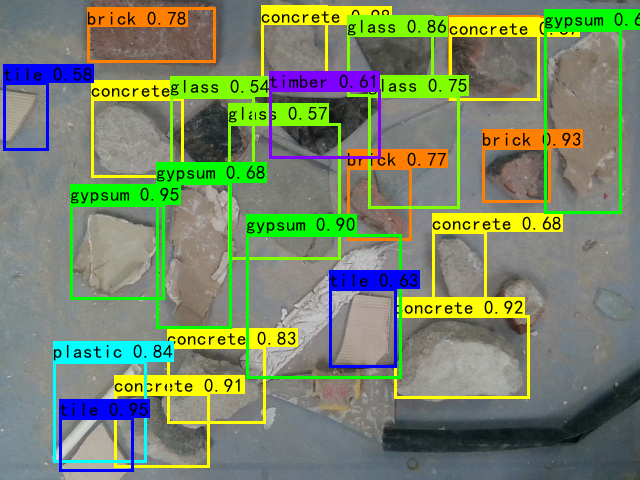 brick 0.78
concrete 0.98
glass 0.86
concrete
gypsum 0.6
tile 0.58
concrete
glass 0.54
timber 0.61
glass 0.75
glass 0.57
brick 0.93
brick 0.77
gypsum 0.68
gypsum 0.95
gypsum 0.90
concrete 0.68
tile 0.63
concrete 0.92
concrete 0.83
plastic 0.84
concrete 0.91
tile 0.95